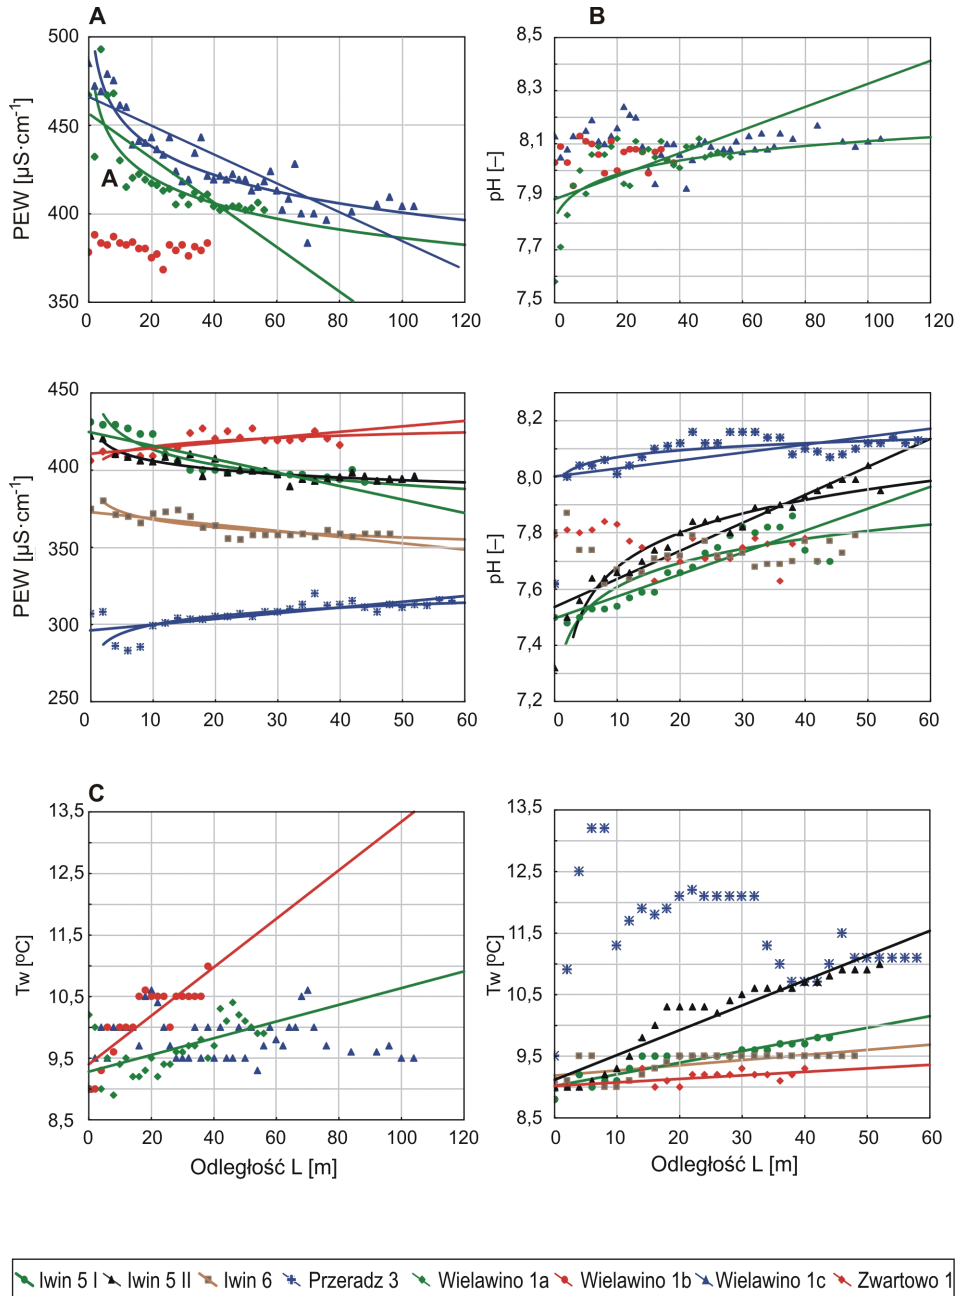 A B
500
450
400
350
PEW [µS·cm⁻¹]
A
0 20 40 60 80 100 120
8,5
8,3
8,1
7,9
7,7
7,5
pH [–]
0 20 40 60 80 100 120
450
400
350
300
250
PEW [µS·cm⁻¹]
0 10 20 30 40 50 60
8,2
8,0
7,8
7,6
7,4
7,2
pH [–]
0 10 20 30 40 50 60
C
13,5
12,5
11,5
10,5
9,5
8,5
Tw [ºC]
0 20 40 60 80 100 120
Odległość L [m]
13,5
12,5
11,5
10,5
9,5
8,5
Tw [ºC]
0 10 20 30 40 50 60
Odległość L [m]
Iwin 5 I Iwin 5 II Iwin 6 Przeradz 3 Wielawino 1a Wielawino 1b Wielawino 1c Zwartowo 1